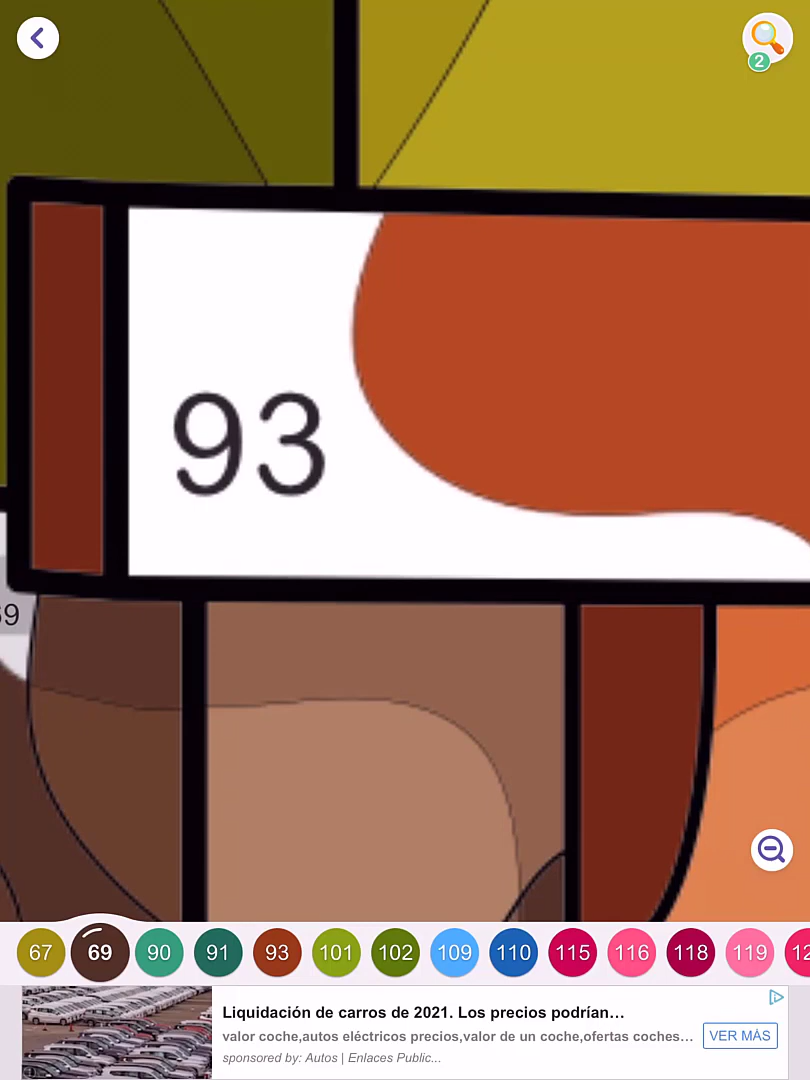 2
93
69
67 69 90 91 93 101 102 109 110 115 116 118 119
Liquidación de carros de 2021. Los precios podrían...
valor coche,autos eléctricos precios,valor de un coche,ofertas coches...
VER MÁS
sponsored by: Autos | Enlaces Public...